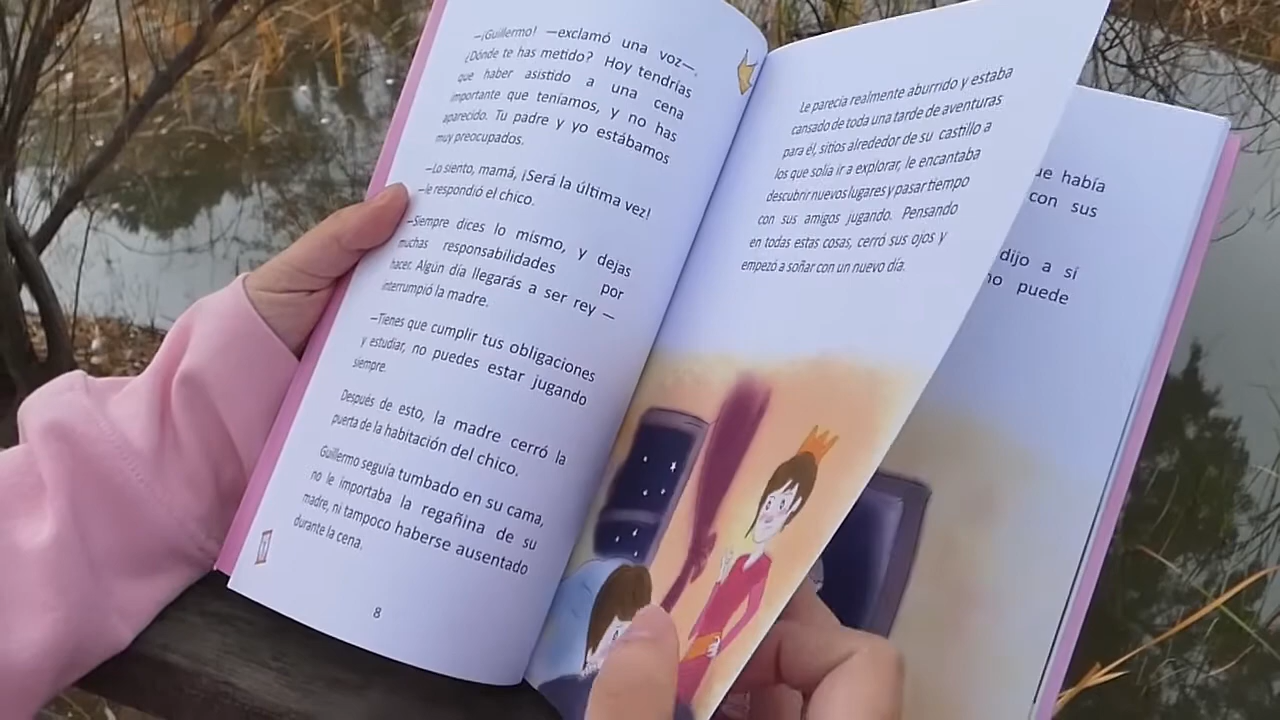 —¡Guillermo! —exclamó una voz—.
¿Dónde te has metido? Hoy tendrías
que haber asistido a una cena
importante que teníamos, y no has
aparecido. Tu padre y yo estábamos
muy preocupados.
—Lo siento, mamá, ¡Será la última vez!
—le respondió el chico.
—Siempre dices lo mismo, y dejas
muchas responsabilidades por
hacer. Algún día llegarás a ser rey —
interrumpió la madre.
—Tienes que cumplir tus obligaciones
y estudiar, no puedes estar jugando
siempre.
Después de esto, la madre cerró la
puerta de la habitación del chico.
Guillermo seguía tumbado en su cama,
no le importaba la regañina de su
madre, ni tampoco haberse ausentado
durante la cena.
8
Le parecía realmente aburrido y estaba
cansado de toda una tarde de aventuras
para él, sitios alrededor de su castillo a
los que solía ir a explorar, le encantaba
descubrir nuevos lugares y pasar tiempo
con sus amigos jugando. Pensando
en todas estas cosas, cerró sus ojos y
empezó a soñar con un nuevo día.
había
con sus
dijo a sí
no puede